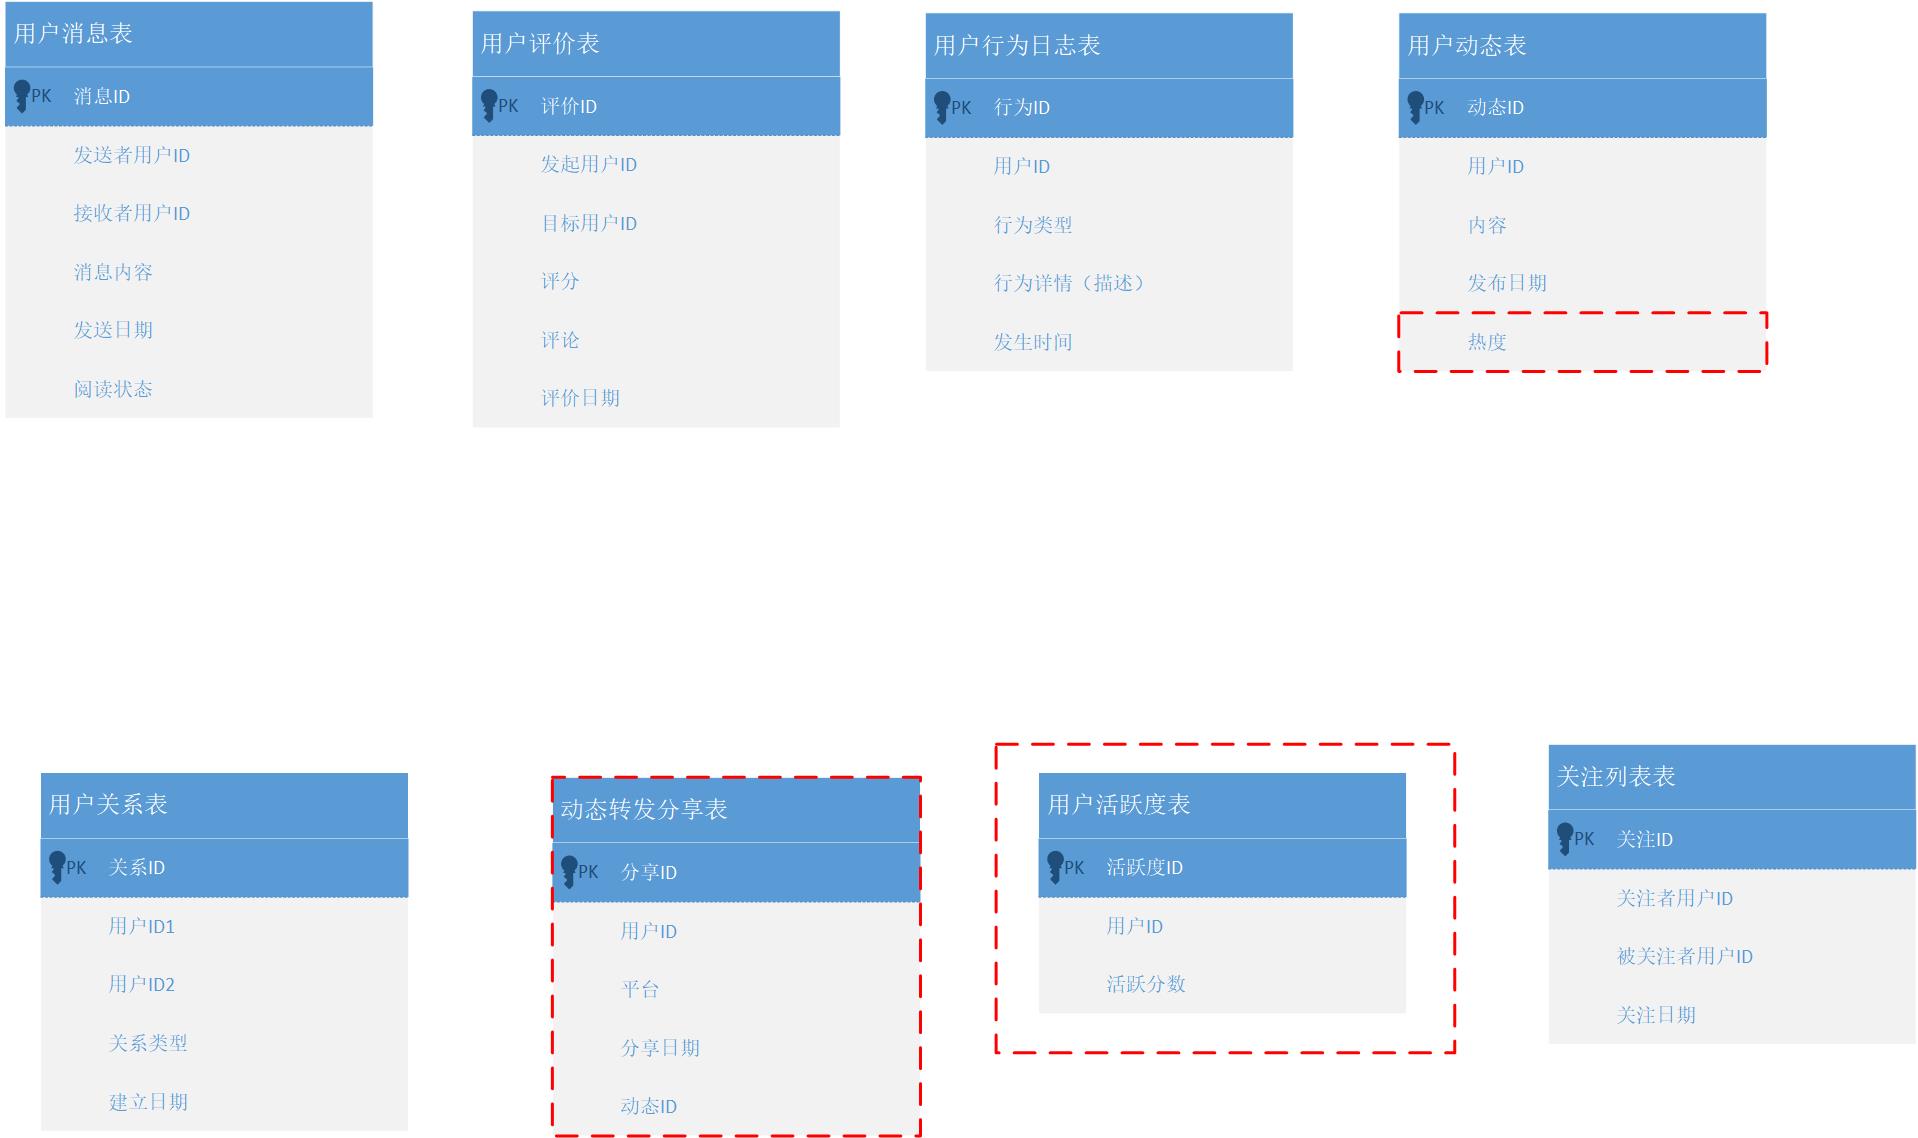 用户消息表
PK 消息ID
发送者用户ID
接收者用户ID
消息内容
发送日期
阅读状态
用户评价表
PK 评价ID
发起用户ID
目标用户ID
评分
评论
评价日期
用户行为日志表
PK 行为ID
用户ID
行为类型
行为详情（描述）
发生时间
用户动态表
PK 动态ID
用户ID
内容
发布日期
热度
用户关系表
PK 关系ID
用户ID1
用户ID2
关系类型
建立日期
动态转发分享表
PK 分享ID
用户ID
平台
分享日期
动态ID
用户活跃度表
PK 活跃度ID
用户ID
活跃分数
关注列表表
PK 关注ID
关注者用户ID
被关注者用户ID
关注日期